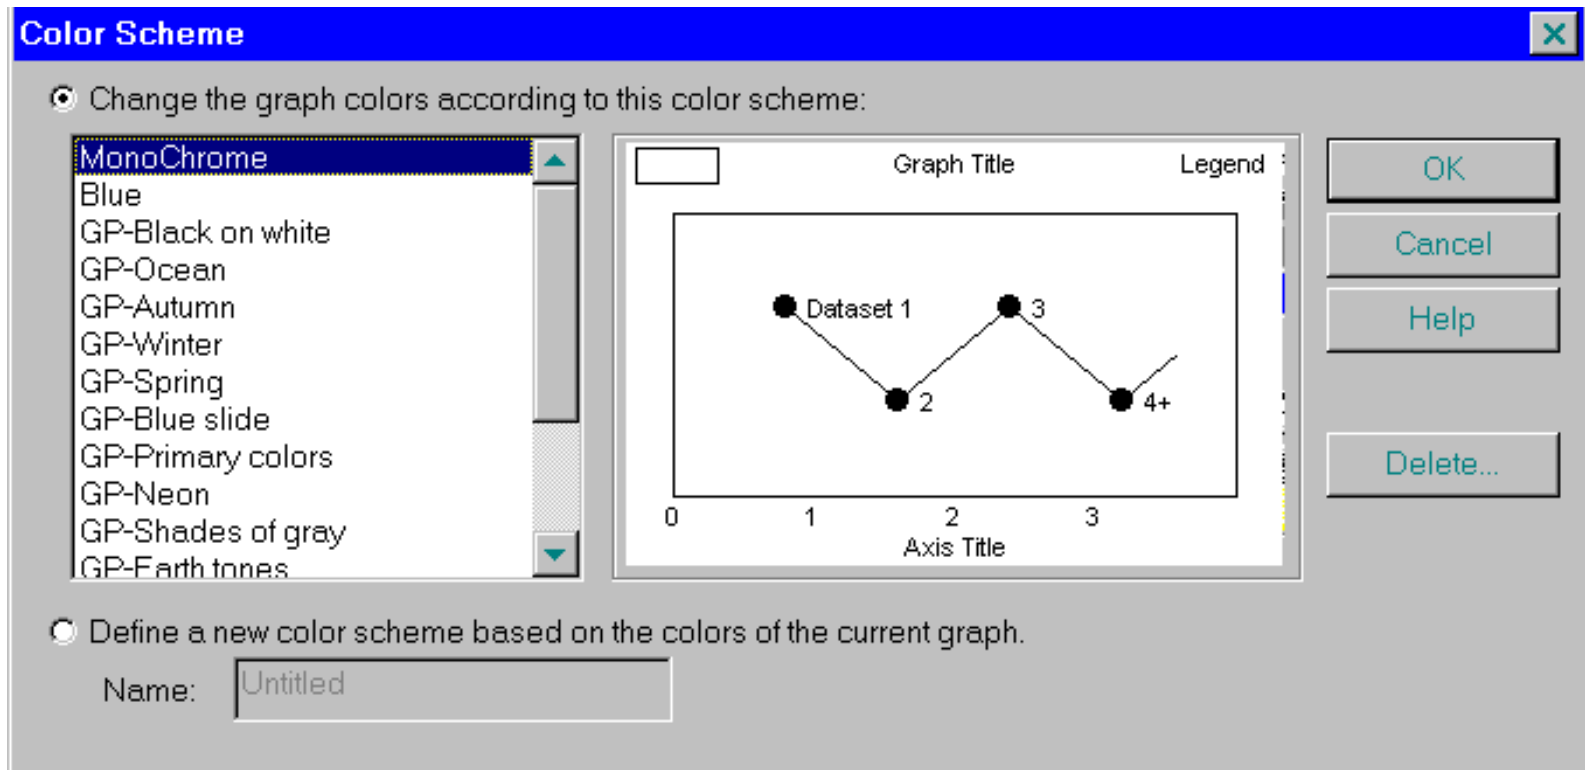 Color Scheme
Change the graph colors according to this color scheme:
MonoChrome
Blue
GP-Black on white
GP-Ocean
GP-Autumn
GP-Winter
GP-Spring
GP-Blue slide
GP-Primary colors
GP-Neon
GP-Shades of gray
GP-Earth tones
Graph Title Legend
Dataset 1 3
2 4+
0 1 2 3
Axis Title
OK
Cancel
Help
Delete...
Define a new color scheme based on the colors of the current graph.
Name: Untitled